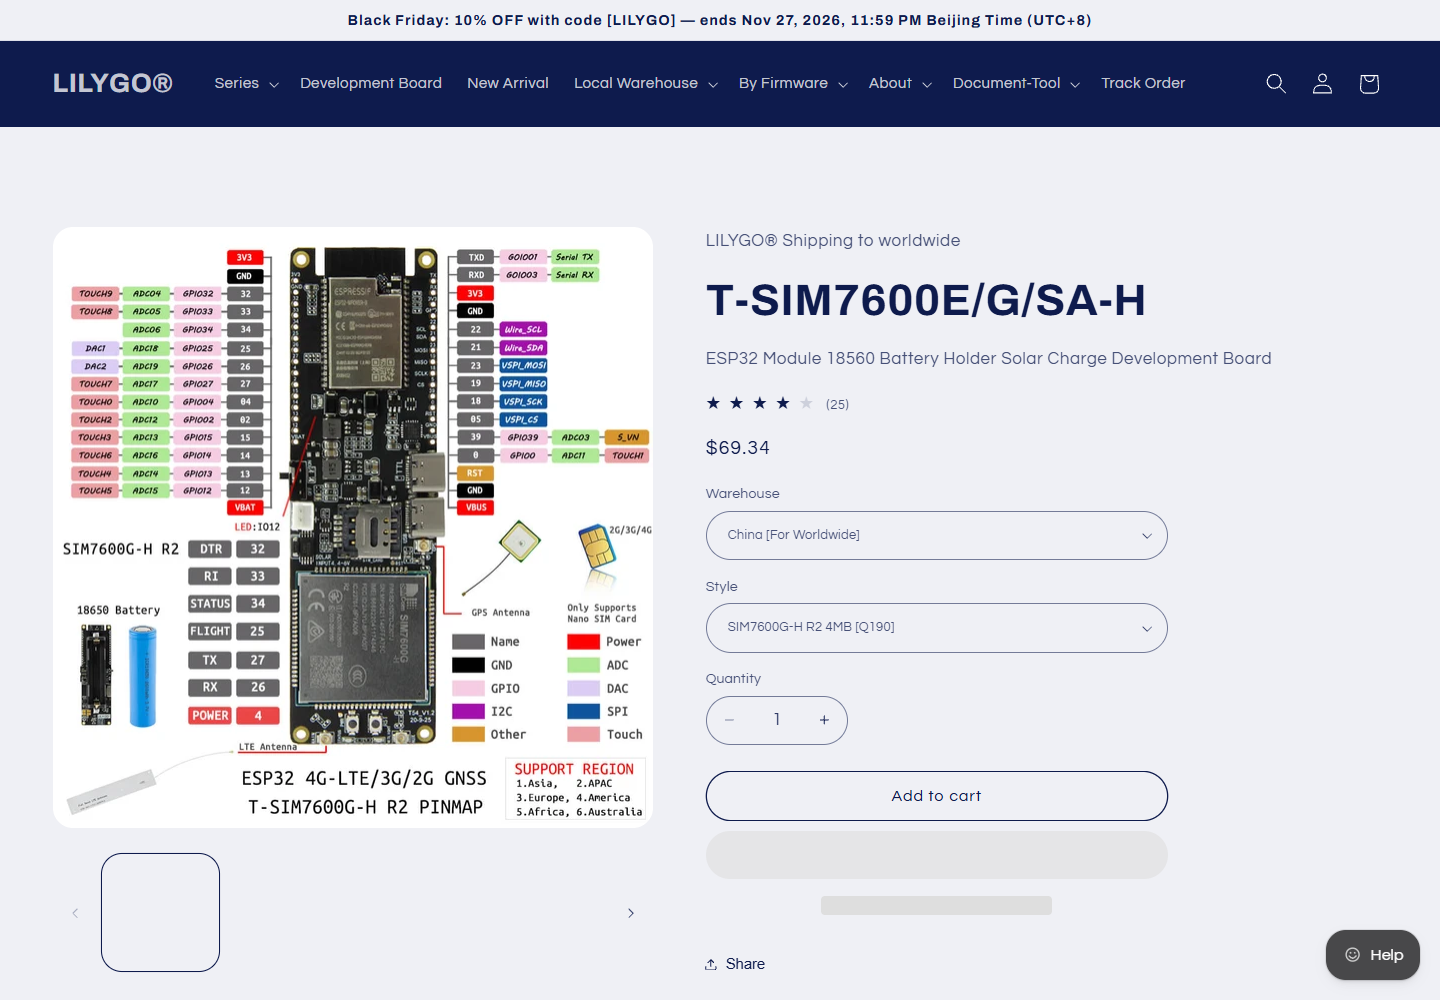 Black Friday: 10% OFF with code [LILYGO] — ends Nov 27, 2026, 11:59 PM Beijing Time (UTC+8)
LILYGO®
Series
Development Board
New Arrival
Local Warehouse
By Firmware
About
Document-Tool
Track Order
3V3
GND
TOUCH9 ADC04 GPIO32 32
TOUCH8 ADC05 GPIO33 33
ADC06 GPIO34 34
DAC1 ADC18 GPIO25 25
DAC2 ADC19 GPIO26 26
TOUCH7 ADC17 GPIO27 27
TOUCH0 ADC10 GPIO04 04
TOUCH2 ADC12 GPIO02 02
TOUCH3 ADC13 GPIO15 15
TOUCH6 ADC16 GPIO14 14
TOUCH4 ADC14 GPIO13 13
TOUCH5 ADC15 GPIO12 12
VBAT
LED:IO12
TXD GOI001 Serial TX
RXD GOI003 Serial RX
3V3
GND
22 Wire_SCL
21 Wire_SDA
23 VSPI_MOSI
19 VSPI_MISO
18 VSPI_SCK
05 VSPI_CS
39 GPIO39 ADC03 S_VN
0 GPIO0 ADC11 TOUCH1
RST
GND
VBUS
SIM7600G-H R2
DTR 32
RI 33
STATUS 34
FLIGHT 25
TX 27
RX 26
POWER 4
18650 Battery
2G/3G/4G
GPS Antenna
Only Supports
Nano SIM Card
Name
Power
GND
ADC
GPIO
DAC
I2C
SPI
Other
Touch
SIM7600G
T54_V1.2
20-9-25
LTE Antenna
ESP32 4G-LTE/3G/2G GNSS
T-SIM7600G-H R2 PINMAP
SUPPORT REGION
1.Asia, 2.APAC
3.Europe, 4.America
5.Africa, 6.Australia
LILYGO® Shipping to worldwide
T-SIM7600E/G/SA-H
ESP32 Module 18560 Battery Holder Solar Charge Development Board
(25)
$69.34
Warehouse
China [For Worldwide]
Style
SIM7600G-H R2 4MB [Q190]
Quantity
1
Add to cart
Share
Help